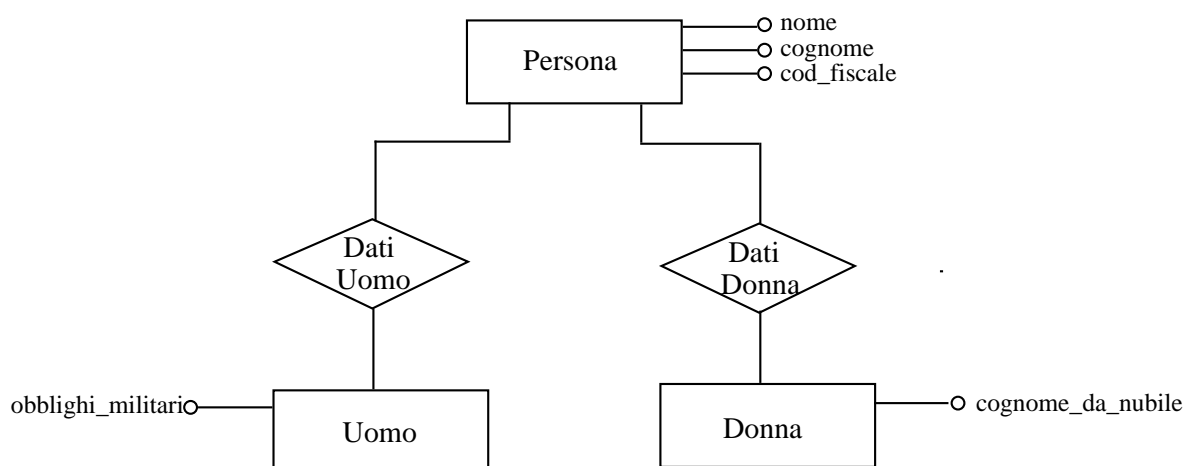 nome
Persona
cognome
cod_fiscale
Dati
Uomo
Dati
Donna
obblighi_militari
Uomo
Donna
cognome_da_nubile